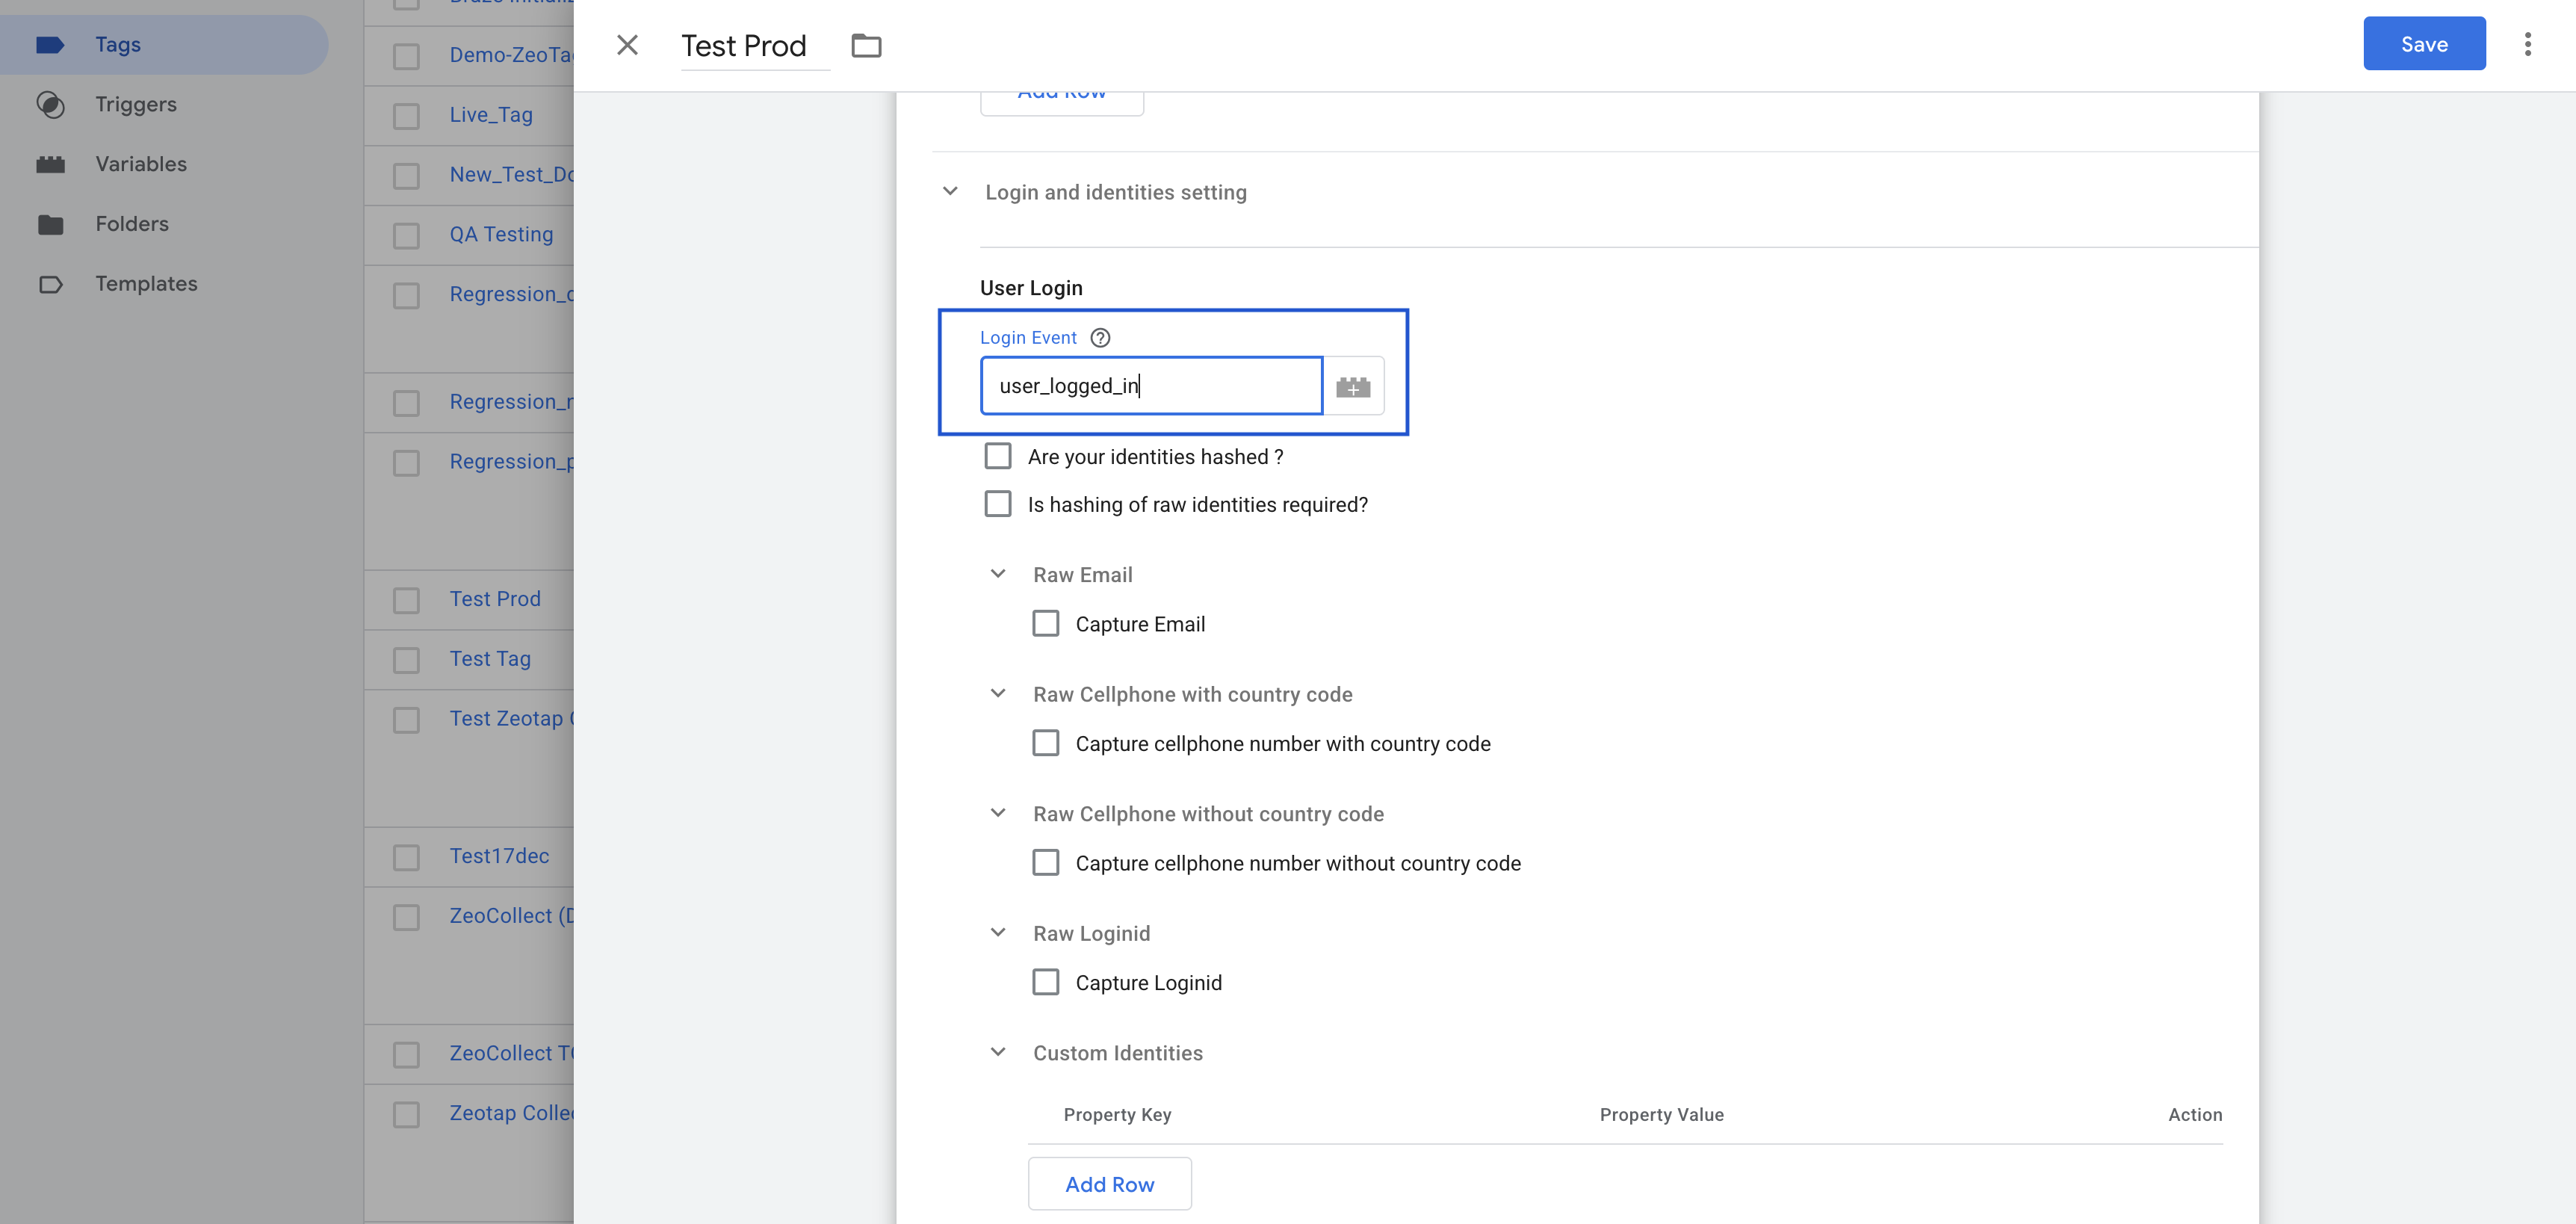 Tags
Triggers
Variables
Folders
Templates
Demo-ZeoTa
Live_Tag
New_Test_Do
QA Testing
Regression_
Regression_
Regression_p
Test Prod
Test Tag
Test Zeotap
Test17dec
ZeoCollect (D
ZeoCollect T
Zeotap Colle
Test Prod
Save
Add Row
Login and identities setting
User Login
Login Event
user_logged_in
Are your identities hashed ?
Is hashing of raw identities required?
Raw Email
Capture Email
Raw Cellphone with country code
Capture cellphone number with country code
Raw Cellphone without country code
Capture cellphone number without country code
Raw Loginid
Capture Loginid
Custom Identities
Property Key Property Value Action
Add Row